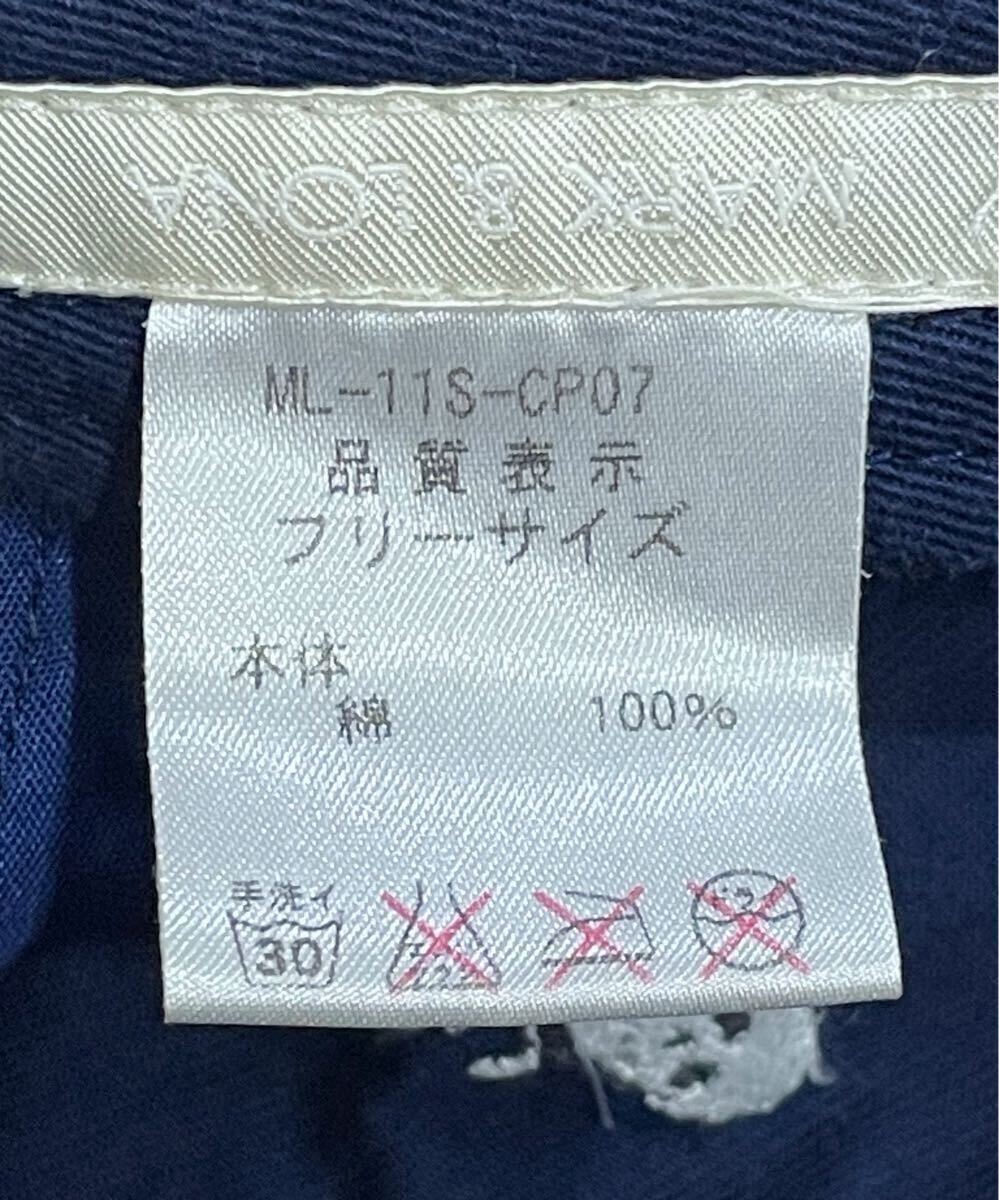 MARK & LONA
ML-11S-CP07
品質表示
フリーサイズ
本体
綿 100%
手洗イ
30